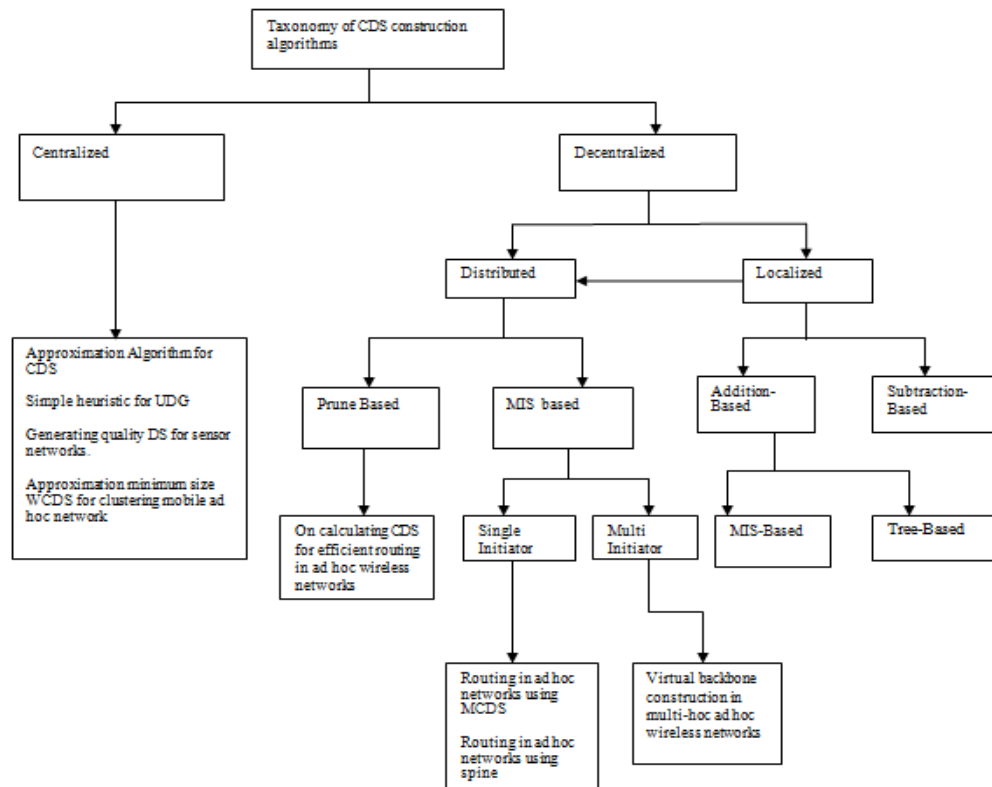 Taxonomy of CDS construction
algorithms
Centralized
Decentralized
Distributed
Localized
Approximation Algorithm for
CDS
Simple heuristic for UDG
Generating quality DS for sensor
networks.
Approximation minimum size
WCDS for clustering mobile ad
hoc network
Prune Based
MIS based
Addition-
Based
Subtraction-
Based
On calculating CDS
for efficient routing
in ad hoc wireless
networks
Single
Initiator
Multi
Initiator
MIS-Based
Tree-Based
Routing in ad hoc
networks using
MCDS
Routing in ad hoc
networks using
spine
Virtual backbone
construction in
multi-hoc ad hoc
wireless networks